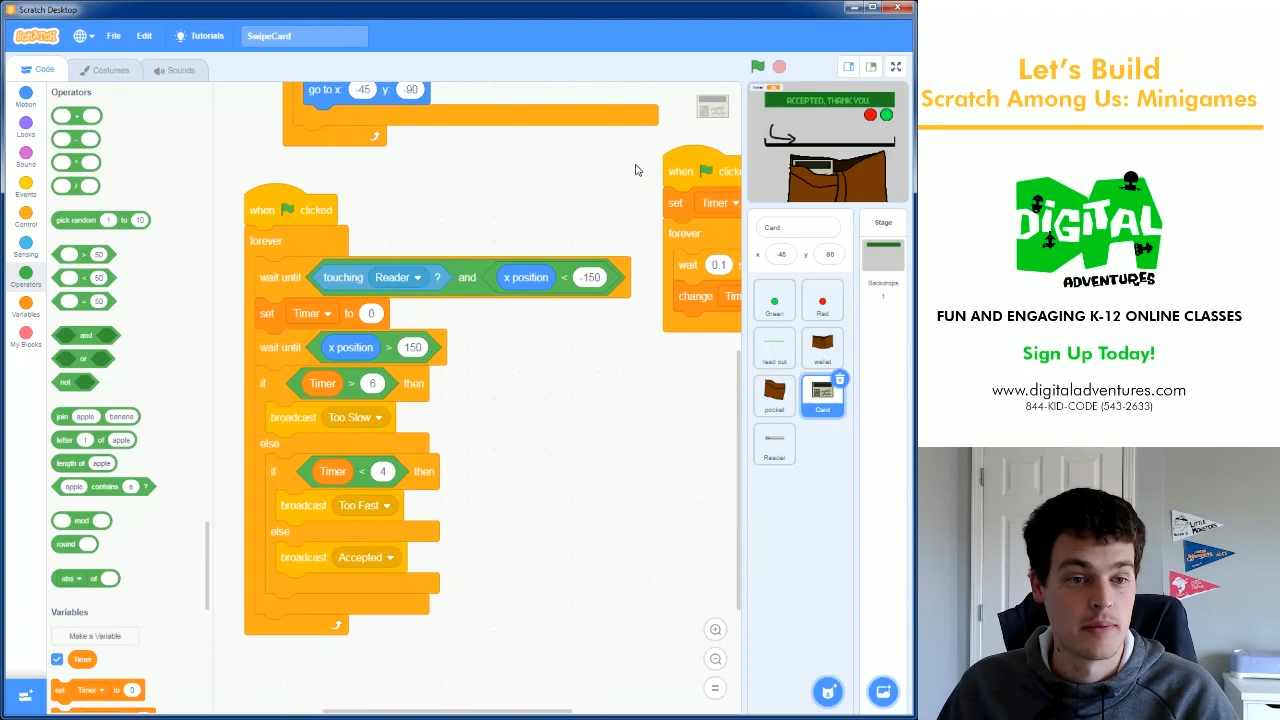 Scratch Desktop
SCRATCH
File
Edit
Tutorials
SwipeCard
Code
Costumes
Sounds
Motion
Looks
Sound
Events
Control
Sensing
Operators
Variables
My Blocks
Operators
+
-
*
/
pick random 1 to 10
> 50
< 50
= 50
and
or
not
join apple banana
letter 1 of apple
length of apple
apple contains a ?
mod
round
abs of
Variables
Make a Variable
Timer
set Timer to 0
go to x: -45 y: -90
when clicked
forever
wait until touching Reader ? and x position < -150
set Timer to 0
wait until x position > 150
if Timer > 6 then
broadcast Too Slow
else
if Timer < 4 then
broadcast Too Fast
else
broadcast Accepted
when
set Timer
forever
wait 0.1
change
ACCEPTED, THANK YOU.
Card
x -45 y -90
Green
Red
read out
wallet
pocket
Card
Reader
Stage
Backdrops
1
Let's Build
Scratch Among Us: Minigames
DIGITAL
ADVENTURES
FUN AND ENGAGING K-12 ONLINE CLASSES
Sign Up Today!
www.digitaladventures.com
844-KID-CODE (543-2633)
LITTLE
MONSTERS